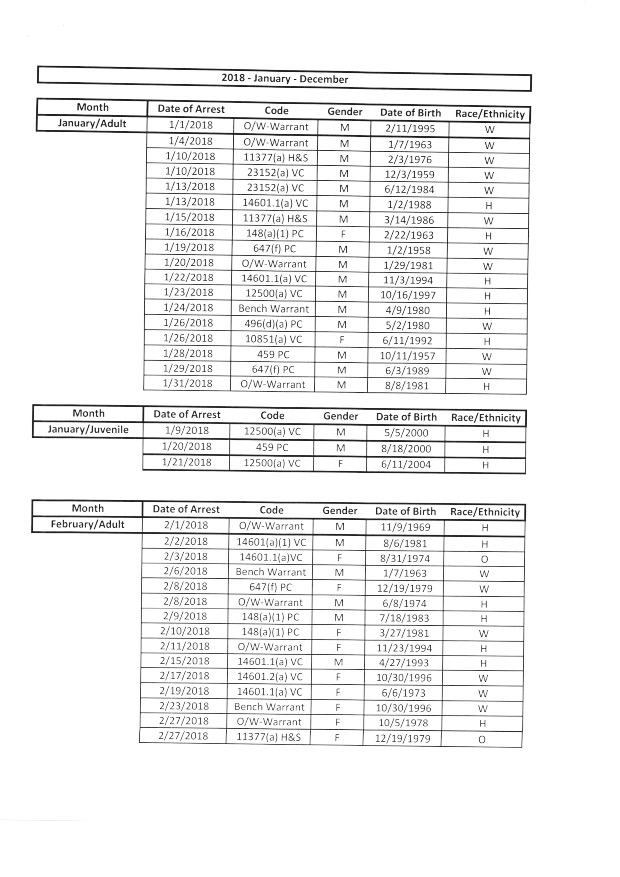 2018 - January - December
Month Date of Arrest Code Gender Date of Birth Race/Ethnicity
January/Adult 1/1/2018 O/W-Warrant M 2/11/1995 W
1/4/2018 O/W-Warrant M 1/7/1963 W
1/10/2018 11377(a) H&S M 2/3/1976 W
1/10/2018 23152(a) VC M 12/3/1959 W
1/13/2018 23152(a) VC M 6/12/1984 W
1/13/2018 14601.1(a) VC M 1/2/1988 H
1/15/2018 11377(a) H&S M 3/14/1986 W
1/16/2018 148(a)(1) PC F 2/22/1963 H
1/19/2018 647(f) PC M 1/2/1958 W
1/20/2018 O/W-Warrant M 1/29/1981 W
1/22/2018 14601.1(a) VC M 11/3/1994 H
1/23/2018 12500(a) VC M 10/16/1997 H
1/24/2018 Bench Warrant M 4/9/1980 H
1/26/2018 496(d)(a) PC M 5/2/1980 W
1/26/2018 10851(a) VC F 6/11/1992 H
1/28/2018 459 PC M 10/11/1957 W
1/29/2018 647(f) PC M 6/3/1989 W
1/31/2018 O/W-Warrant M 8/8/1981 H
Month Date of Arrest Code Gender Date of Birth Race/Ethnicity
January/Juvenile 1/9/2018 12500(a) VC M 5/5/2000 H
1/20/2018 459 PC M 8/18/2000 H
1/21/2018 12500(a) VC F 6/11/2004 H
Month Date of Arrest Code Gender Date of Birth Race/Ethnicity
February/Adult 2/1/2018 O/W-Warrant M 11/9/1969 H
2/2/2018 14601(a)(1) VC M 8/6/1981 H
2/3/2018 14601.1(a)VC F 8/31/1974 O
2/6/2018 Bench Warrant M 1/7/1963 W
2/8/2018 647(f) PC F 12/19/1979 W
2/8/2018 O/W-Warrant M 6/8/1974 H
2/9/2018 148(a)(1) PC M 7/18/1983 H
2/10/2018 148(a)(1) PC F 3/27/1981 W
2/11/2018 O/W-Warrant F 11/23/1994 H
2/15/2018 14601.1(a) VC M 4/27/1993 H
2/17/2018 14601.2(a) VC F 10/30/1996 W
2/19/2018 14601.1(a) VC F 6/6/1973 W
2/23/2018 Bench Warrant F 10/30/1996 W
2/27/2018 O/W-Warrant F 10/5/1978 H
2/27/2018 11377(a) H&S F 12/19/1979 O